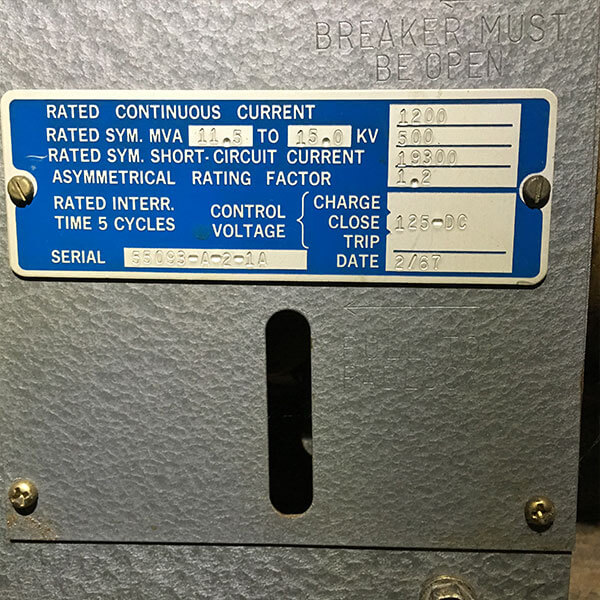 BREAKER MUST
BE OPEN
RATED CONTINUOUS CURRENT 1200
RATED SYM. MVA 11.5 TO 15.0 KV 500
RATED SYM. SHORT-CIRCUIT CURRENT 19300
ASYMMETRICAL RATING FACTOR 1.2
RATED INTERR. TIME 5 CYCLES
CONTROL VOLTAGE { CHARGE CLOSE TRIP 125-DC
SERIAL 55093-A-2-1A DATE 2/67